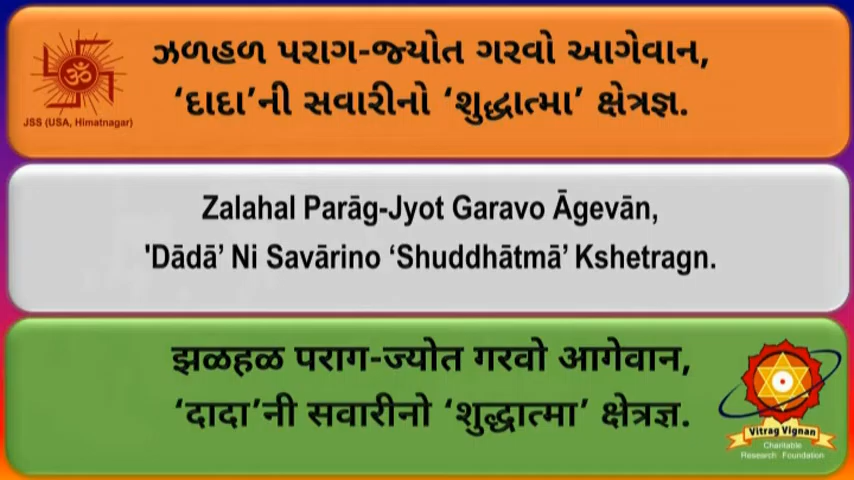 ઝળહળ પરાગ-જ્યોત ગરવો આગેવાન,
‘દાદા’ની સવારીનો ‘શુદ્ધાત્મા’ ક્ષેત્રજ્ઞ.
JSS (USA, Himatnagar)
Zalahal Parāg-Jyot Garavo Āgevān,
'Dādā’ Ni Savārino ‘Shuddhātmā’ Kshetragn.
झळहळ पराग-ज्योत गरवो आगेवान,
‘दादा’नी सवारीनो ‘शुद्धात्मा’ क्षेत्रज्ञ.
Vitrag Vignan
Charitable
Research Foundation